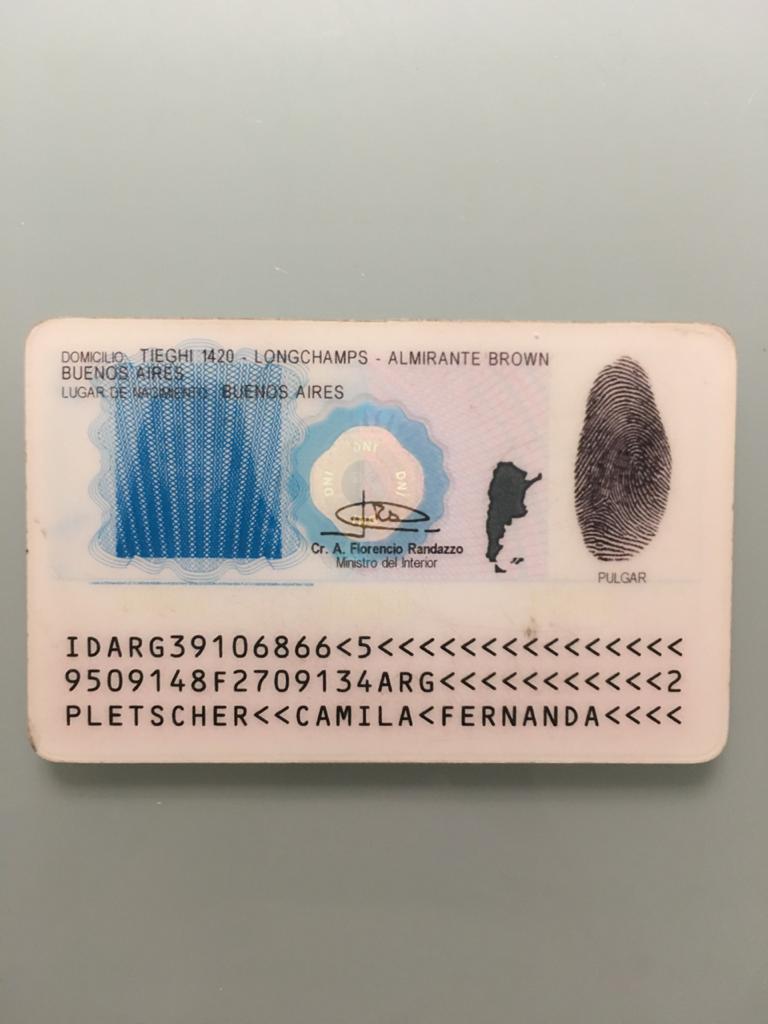 DOMICILIO: TIEGHI 1420 - LONGCHAMPS - ALMIRANTE BROWN
BUENOS AIRES
LUGAR DE NACIMIENTO: BUENOS AIRES
DNI
DNI
DNI
Cr. A. Florencio Randazzo
Ministro del Interior
PULGAR
IDARG39106866<5<<<<<<<<<<<<<<<
9509148F2709134ARG<<<<<<<<<<<2
PLETSCHER<<CAMILA<FERNANDA<<<<